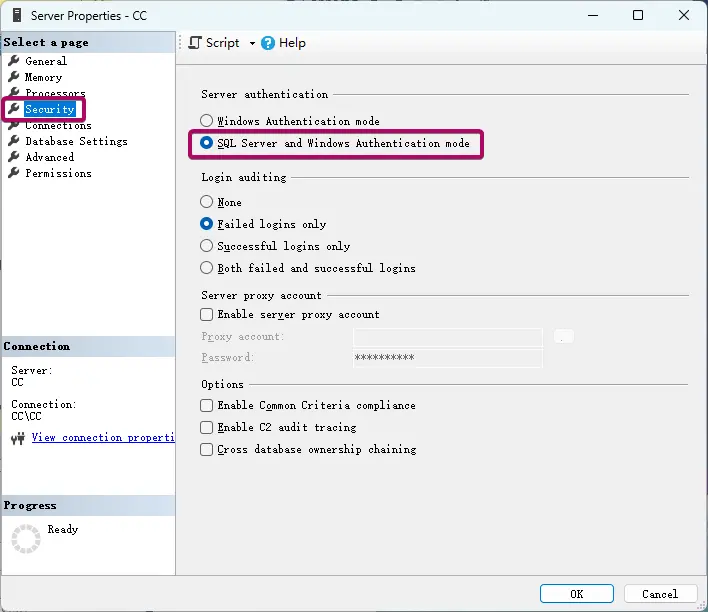 Server Properties - CC
Select a page
General
Memory
Processors
Security
Connections
Database Settings
Advanced
Permissions
Script
Help
Server authentication
Windows Authentication mode
SQL Server and Windows Authentication mode
Login auditing
None
Failed logins only
Successful logins only
Both failed and successful logins
Server proxy account
Enable server proxy account
Proxy account:
.
Password:
**********
Options
Enable Common Criteria compliance
Enable C2 audit tracing
Cross database ownership chaining
Connection
Server:
CC
Connection:
CC\CC
View connection properti
Progress
Ready
OK
Cancel